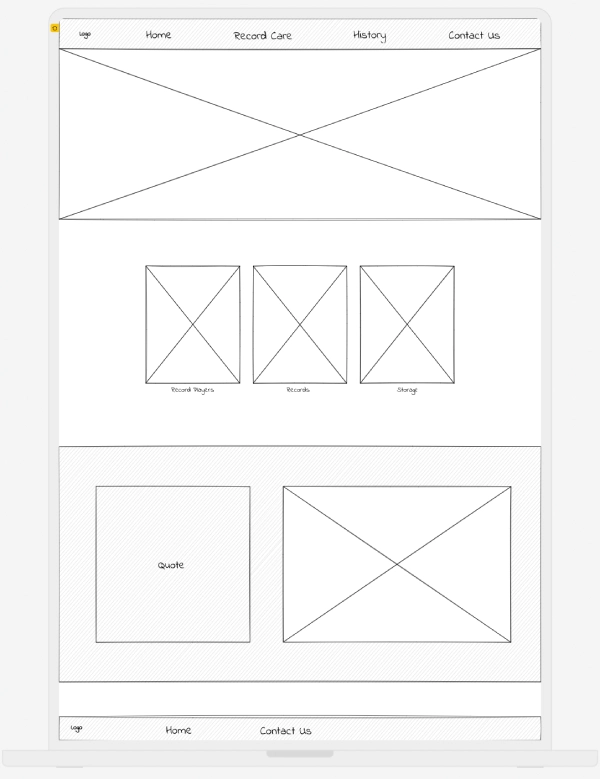 logo
Home
Record Care
History
Contact Us
Record Players
Records
Storage
Quote
logo
Home
Contact Us